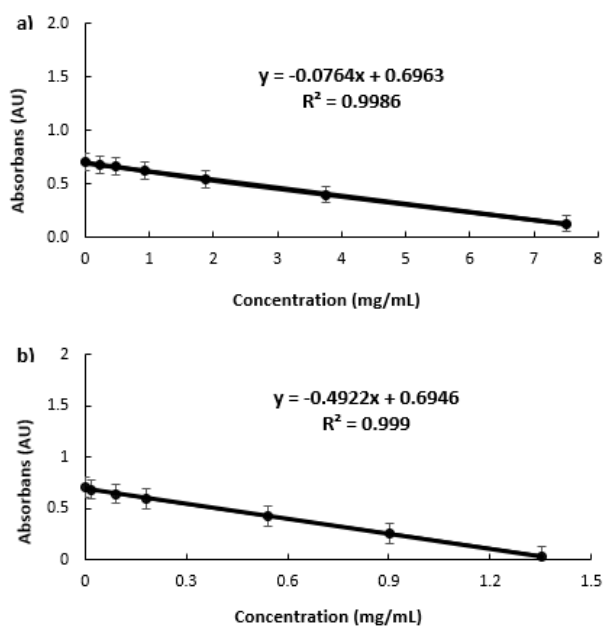 a)
2.0
1.5
1.0
0.5
0.0
Absorbans (AU)
y = -0.0764x + 0.6963
R² = 0.9986
0 1 2 3 4 5 6 7 8
Concentration (mg/mL)
b)
2
1.5
1
0.5
0
Absorbans (AU)
y = -0.4922x + 0.6946
R² = 0.999
0 0.3 0.6 0.9 1.2 1.5
Concentration (mg/mL)